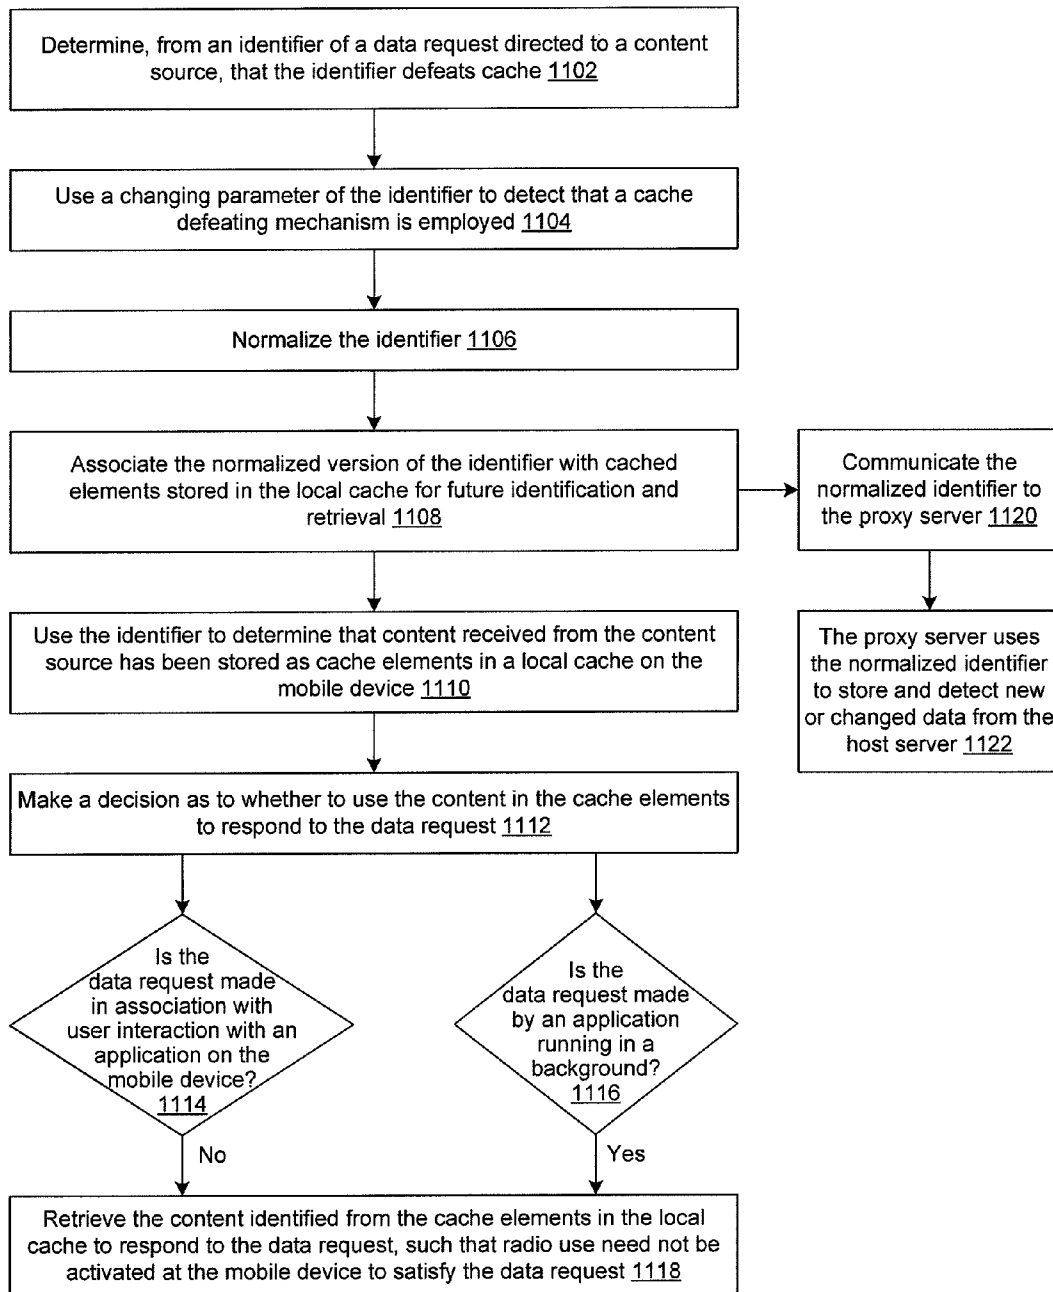 Determine, from an identifier of a data request directed to a content
source, that the identifier defeats cache 1102
Use a changing parameter of the identifier to detect that a cache
defeating mechanism is employed 1104
Normalize the identifier 1106
Associate the normalized version of the identifier with cached
elements stored in the local cache for future identification and
retrieval 1108
Communicate the
normalized identifier to
the proxy server 1120
Use the identifier to determine that content received from the content
source has been stored as cache elements in a local cache on the
mobile device 1110
The proxy server uses
the normalized identifier
to store and detect new
or changed data from the
host server 1122
Make a decision as to whether to use the content in the cache elements
to respond to the data request 1112
Is the
data request made
in association with
user interaction with an
application on the
mobile device?
1114
Is the
data request made
by an application
running in a
background?
1116
No
Yes
Retrieve the content identified from the cache elements in the local
cache to respond to the data request, such that radio use need not be
activated at the mobile device to satisfy the data request 1118